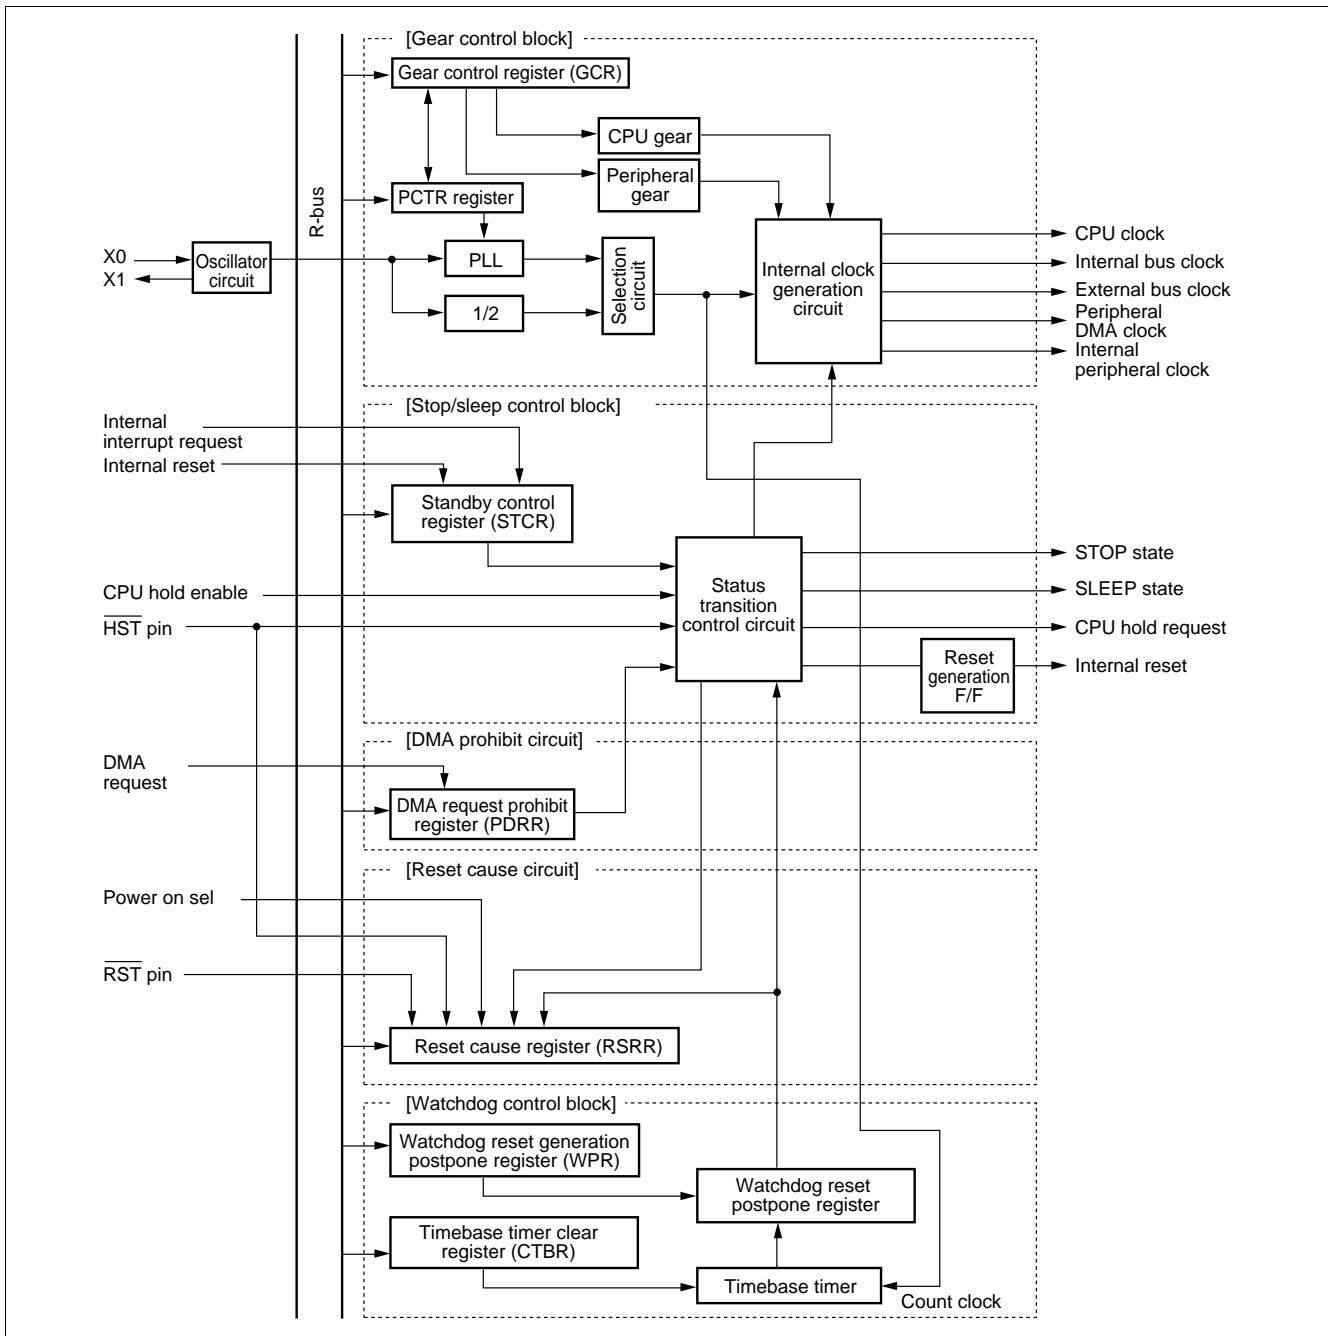 [Gear control block]
Gear control register (GCR)
CPU gear
Peripheral
gear
PCTR register
R-bus
X0
X1
Oscillator
circuit
PLL
1/2
Selection
circuit
Internal clock
generation
circuit
CPU clock
Internal bus clock
External bus clock
Peripheral
DMA clock
Internal
peripheral clock
[Stop/sleep control block]
Internal
interrupt request
Internal reset
Standby control
register (STCR)
CPU hold enable
HST pin
Status
transition
control circuit
STOP state
SLEEP state
CPU hold request
Reset
generation
F/F
Internal reset
[DMA prohibit circuit]
DMA
request
DMA request prohibit
register (PDRR)
[Reset cause circuit]
Power on sel
RST pin
Reset cause register (RSRR)
[Watchdog control block]
Watchdog reset generation
postpone register (WPR)
Watchdog reset
postpone register
Timebase timer clear
register (CTBR)
Timebase timer
Count clock